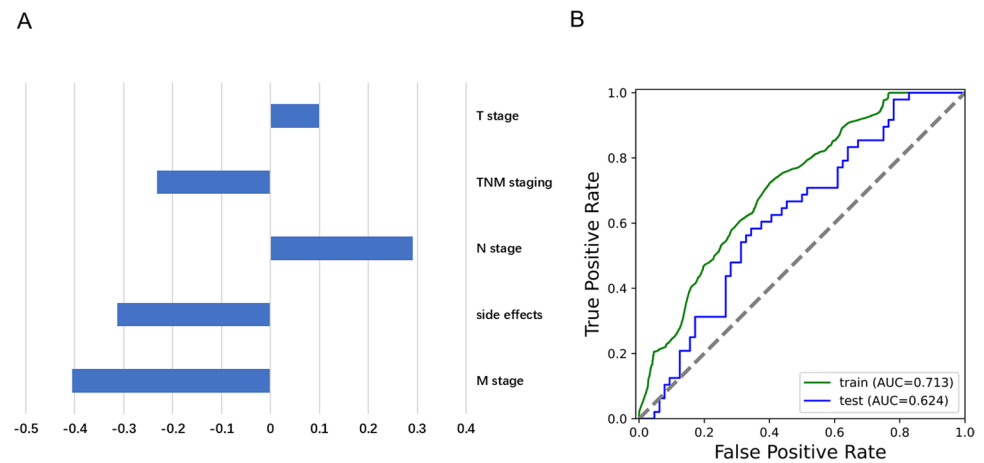 A
T stage
TNM staging
N stage
side effects
M stage
-0.5 -0.4 -0.3 -0.2 -0.1 0 0.1 0.2 0.3 0.4
B
1.0
0.8
0.6
0.4
0.2
0.0
True Positive Rate
train (AUC=0.713)
test (AUC=0.624)
0.0 0.2 0.4 0.6 0.8 1.0
False Positive Rate